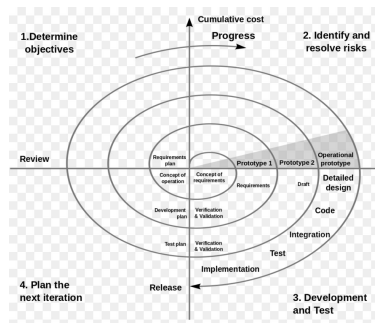 Cumulative cost
1.Determine
objectives
Progress
2. Identify and
resolve risks
Requirements
plan
Prototype 1
Prototype 2
Operational
prototype
Review
Concept of
operation
Concept of
requirements
Requirements
Draft
Detailed
design
Development
plan
Verification
& Validation
Code
Test plan
Verification
& Validation
Integration
Test
Implementation
4. Plan the
next iteration
Release
3. Development
and Test